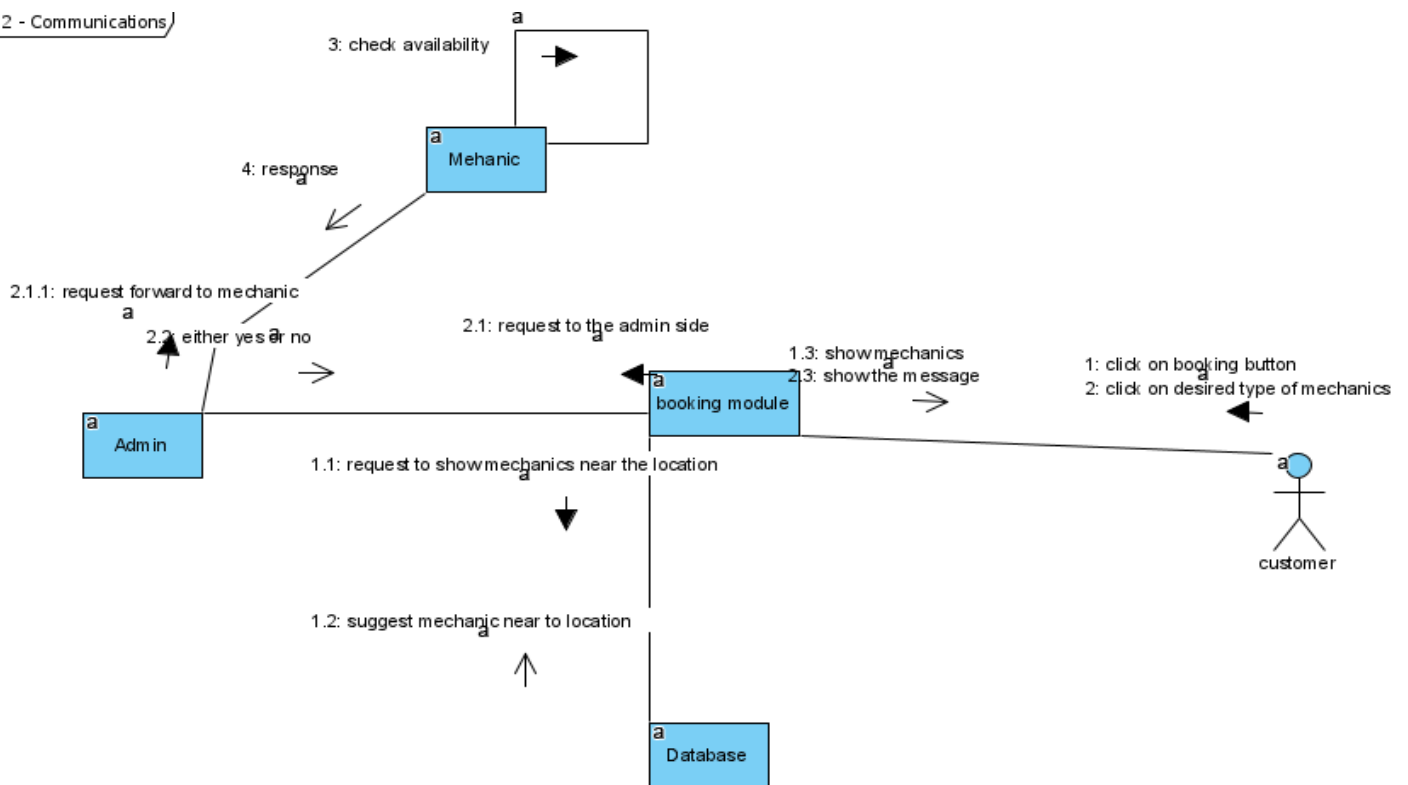 2 - Communications
a
3: check availability
a
Mehanic
4: response
a
2.1.1: request forward to mechanic
a
2.2: either yes or no
a
2.1: request to the admin side
a
1.3: show mechanics
a
2.3: show the message
1: click on booking button
a
2: click on desired type of mechanics
a
booking module
a
Admin
1.1: request to show mechanics near the location
a
a
customer
1.2: suggest mechanic near to location
a
a
Database